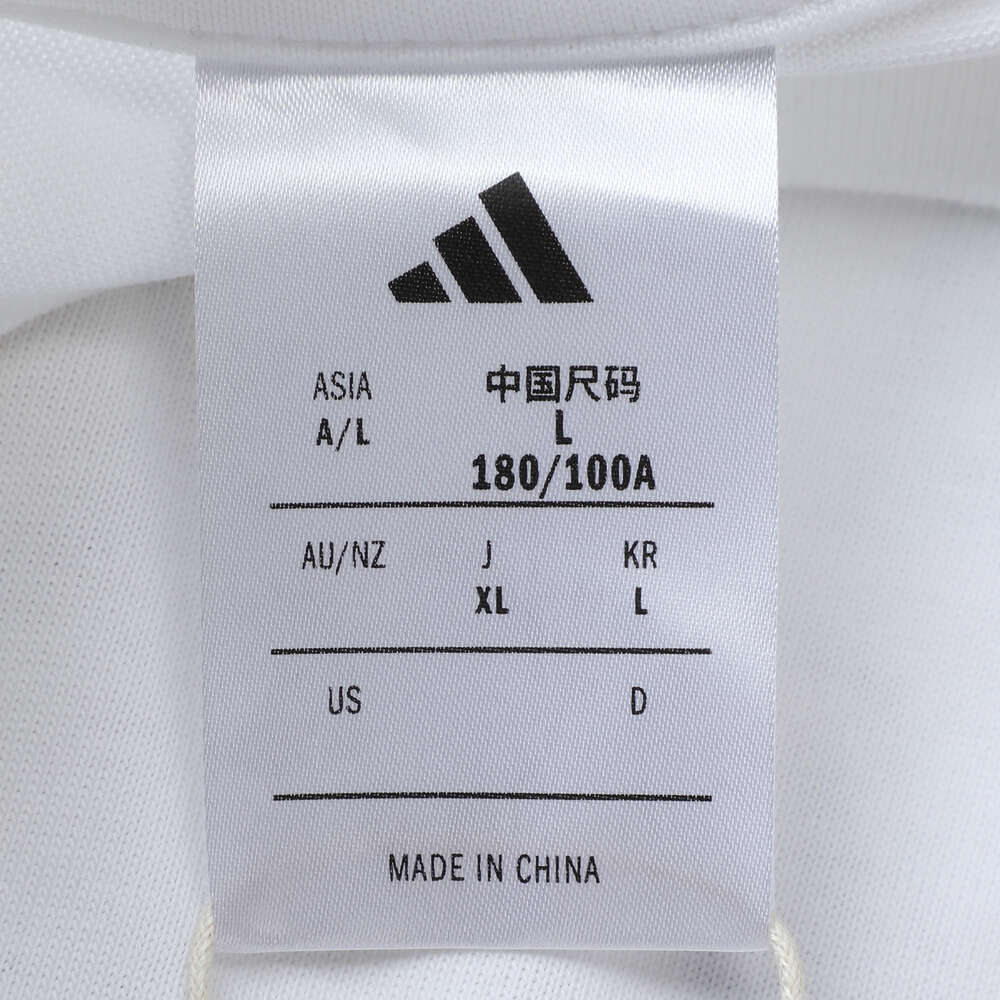 ASIA 中国尺码
A/L L
180/100A
AU/NZ J KR
XL L
US D
MADE IN CHINA